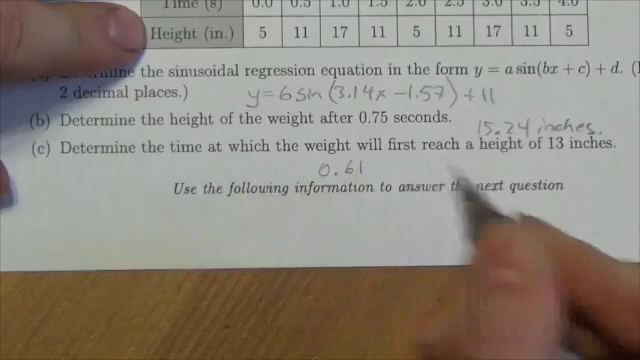 Time (s) 0.0 0.5 1.0 1.5 2.0 2.5 3.0 3.5 4.0
Height (in.) 5 11 17 11 5 11 17 11 5
the sinusoidal regression equation in the form y = a sin(bx + c) + d. (
2 decimal places.) y=6sin(3.14x-1.57)+11
(b) Determine the height of the weight after 0.75 seconds.
15.24 inches.
(c) Determine the time at which the weight will first reach a height of 13 inches.
0.61
Use the following information to answer the next question